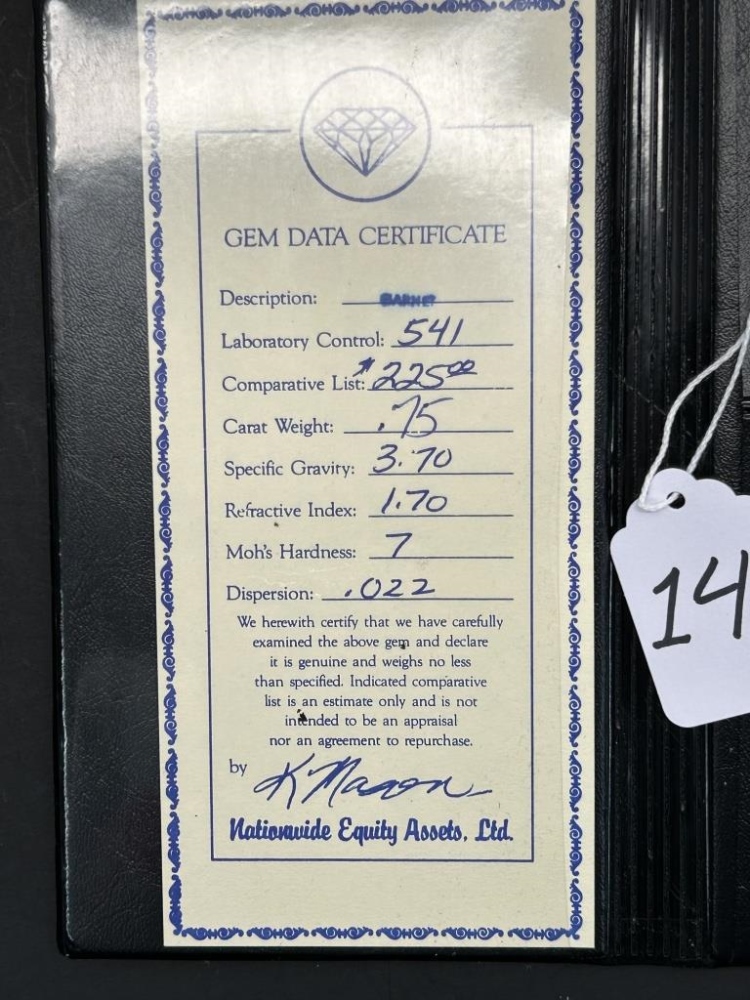 GEM DATA CERTIFICATE
Description: GARNET
Laboratory Control: 541
Comparative List: $225.00
Carat Weight: .75
Specific Gravity: 3.70
Refractive Index: 1.70
Moh's Hardness: 7
Dispersion: .022
We herewith certify that we have carefully
examined the above gem and declare
it is genuine and weighs no less
than specified. Indicated comparative
list is an estimate only and is not
intended to be an appraisal
nor an agreement to repurchase.
by K Mason
Nationwide Equity Assets, Ltd.
14